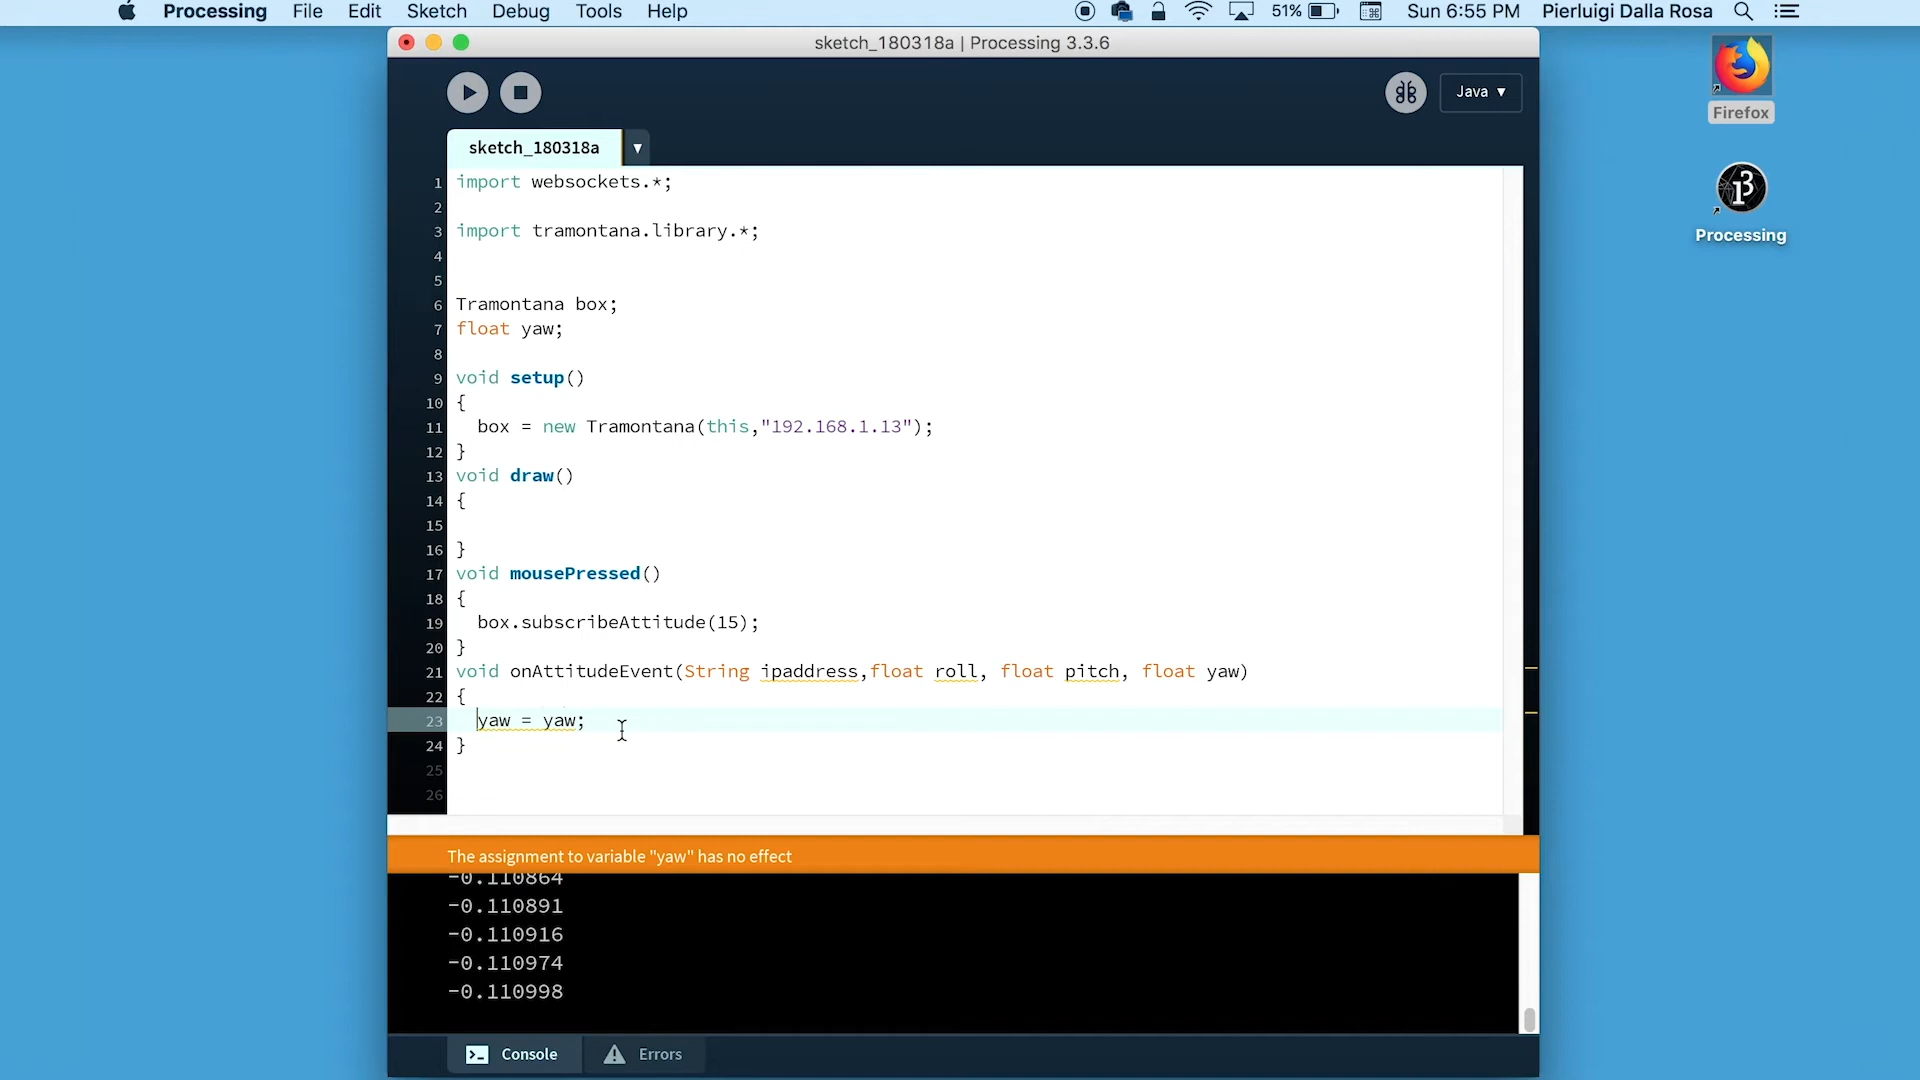 Processing File Edit Sketch Debug Tools Help 51% Sun 6:55 PM Pierluigi Dalla Rosa
sketch_180318a | Processing 3.3.6
Java ▼
sketch_180318a ▼
1 import websockets.*;
2
3 import tramontana.library.*;
4
5
6 Tramontana box;
7 float yaw;
8
9 void setup()
10 {
11 box = new Tramontana(this,"192.168.1.13");
12 }
13 void draw()
14 {
15
16 }
17 void mousePressed()
18 {
19 box.subscribeAttitude(15);
20 }
21 void onAttitudeEvent(String ipaddress,float roll, float pitch, float yaw)
22 {
23 yaw = yaw;
24 }
25
26
The assignment to variable "yaw" has no effect
-0.110864
-0.110891
-0.110916
-0.110974
-0.110998
Console Errors
Firefox
Processing